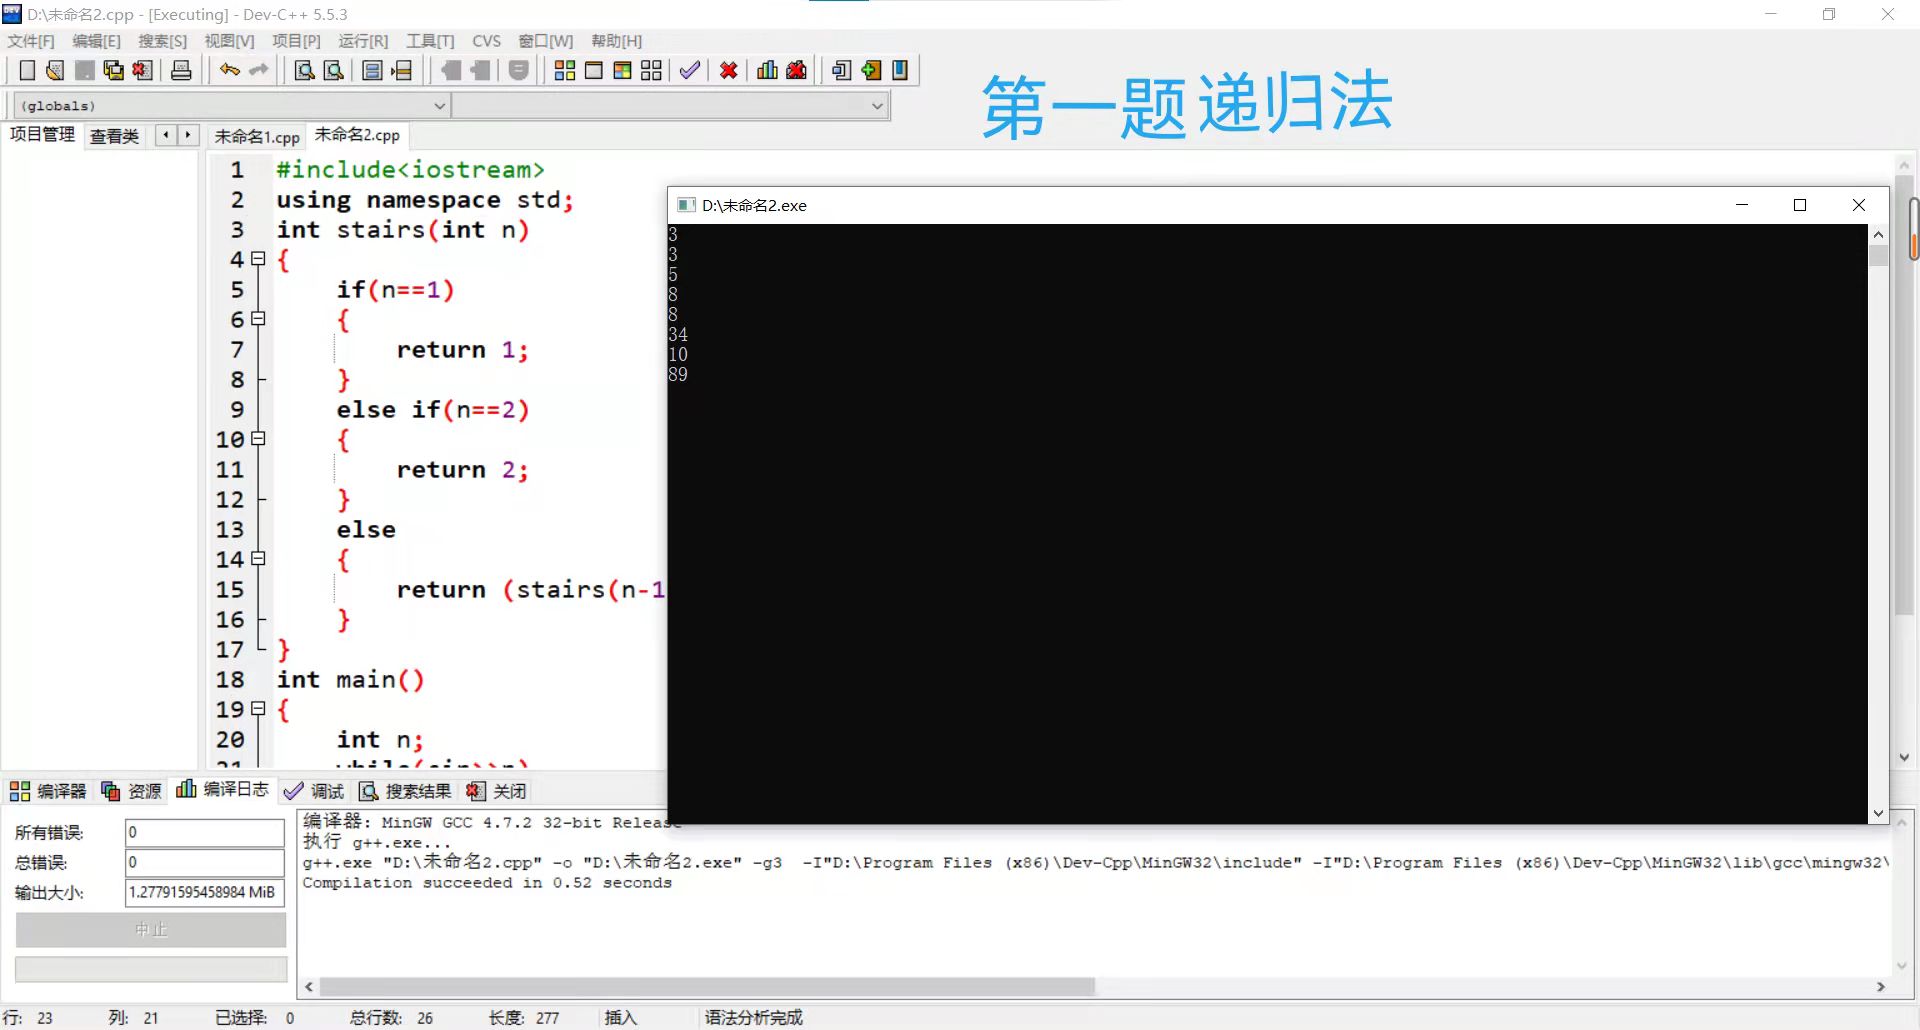 D:\未命名2.cpp - [Executing] - Dev-C++ 5.5.3
文件[F] 编辑[E] 搜索[S] 视图[V] 项目[P] 运行[R] 工具[T] CVS 窗口[W] 帮助[H]
第一题递归法
(globals)
项目管理 查看类 未命名1.cpp 未命名2.cpp
1 #include<iostream>
2 using namespace std;
3 int stairs(int n)
4 {
5 if(n==1)
6 {
7 return 1;
8 }
9 else if(n==2)
10 {
11 return 2;
12 }
13 else
14 {
15 return (stairs(n-1
16 }
17 }
18 int main()
19 {
20 int n;
21 while(cin>>n)
D:\未命名2.exe
3
3
5
8
8
34
10
89
编译器 资源 编译日志 调试 搜索结果 关闭
所有错误: 0
总错误: 0
输出大小: 1.27791595458984 MiB
中止
编译器: MinGW GCC 4.7.2 32-bit Release
执行 g++.exe...
g++.exe "D:\未命名2.cpp" -o "D:\未命名2.exe" -g3 -I"D:\Program Files (x86)\Dev-Cpp\MinGW32\include" -I"D:\Program Files (x86)\Dev-Cpp\MinGW32\lib\gcc\mingw32\
Compilation succeeded in 0.52 seconds
行: 23 列: 21 已选择: 0 总行数: 26 长度: 277 插入 语法分析完成